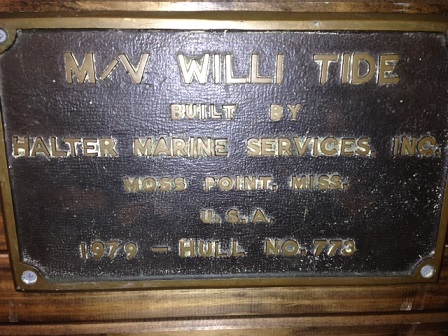 M/V WILLI TIDE
BUILT BY
HALTER MARINE SERVICES, INC.
MOSS POINT, MISS.
U.S.A.
1979 - HULL NO. 773